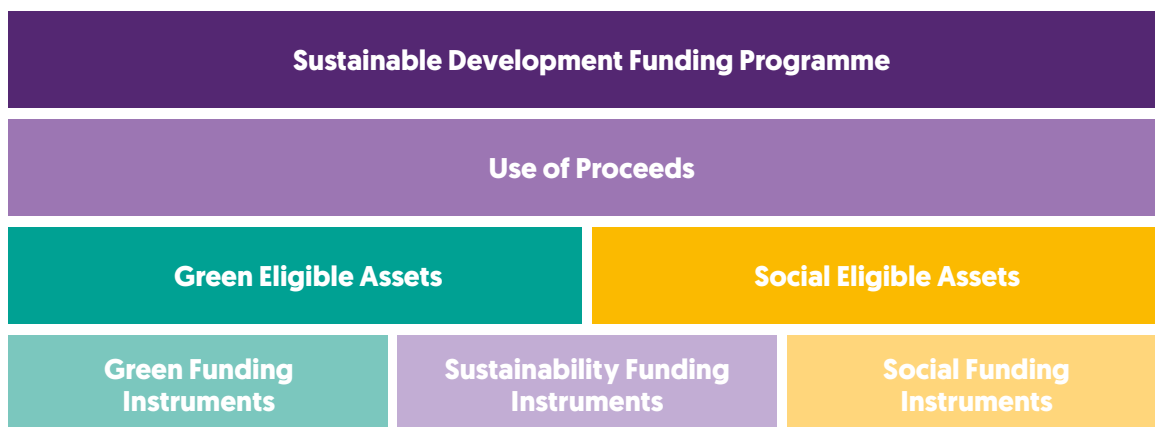 Sustainable Development Funding Programme
Use of Proceeds
Green Eligible Assets
Social Eligible Assets
Green Funding
Instruments
Sustainability Funding
Instruments
Social Funding
Instruments